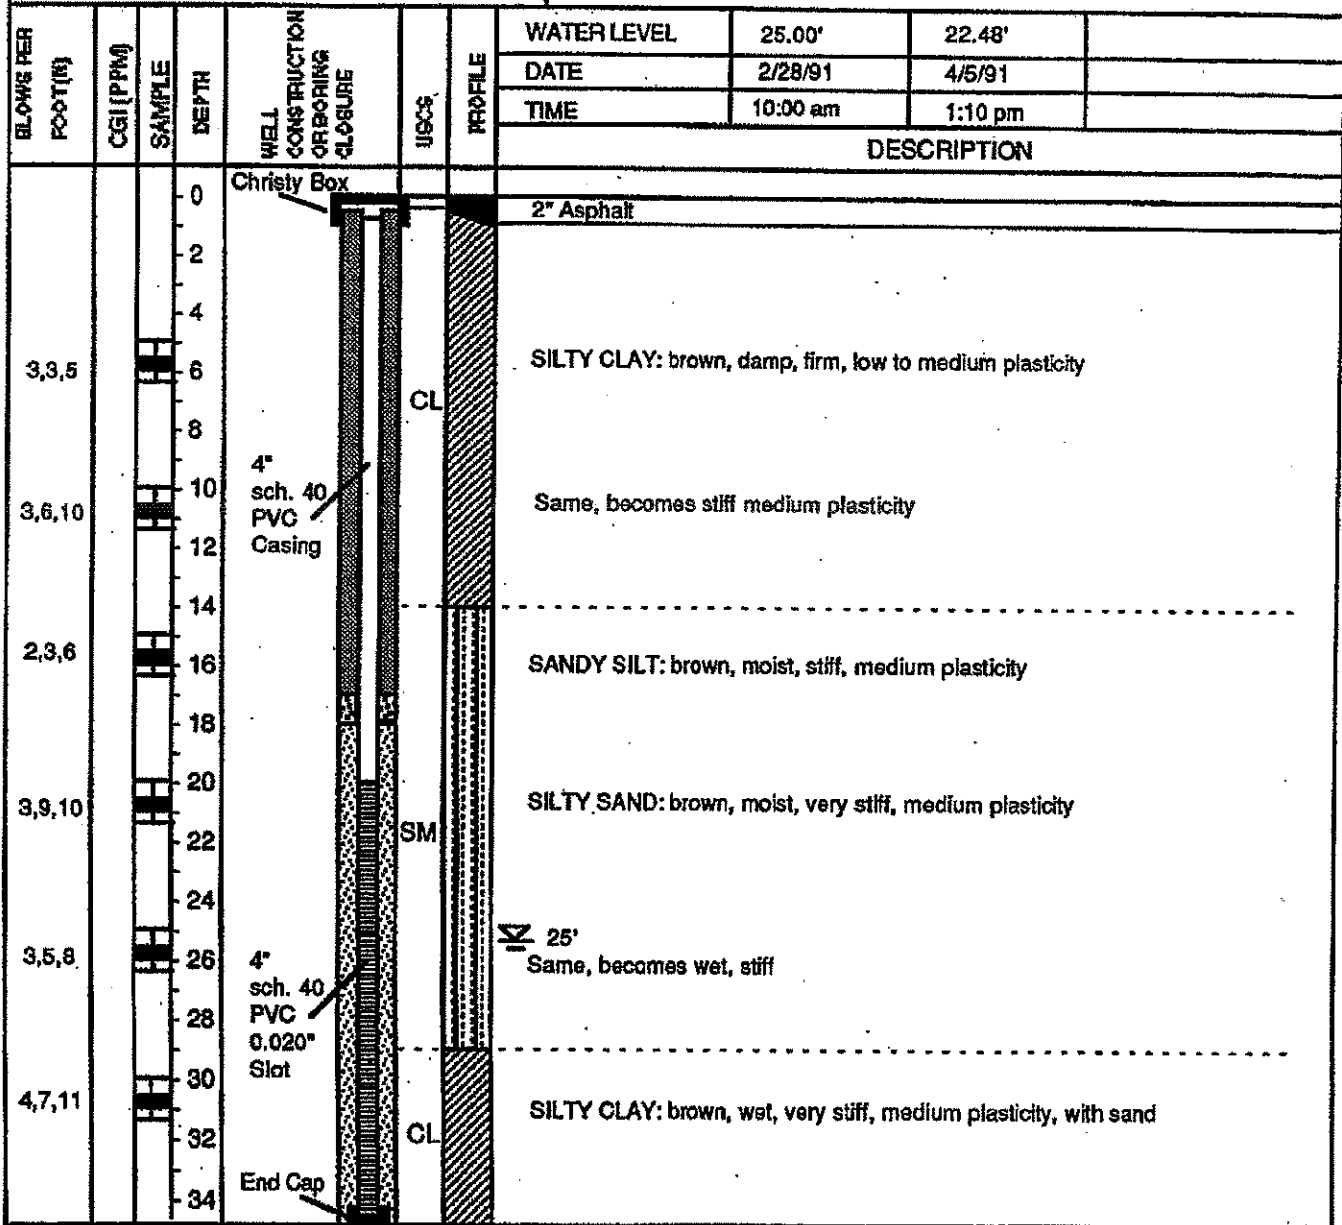 WATER LEVEL 25.00' 22.48'
DATE 2/28/91 4/5/91
TIME 10:00 am 1:10 pm
BLOWS PER FOOT(N)
CGI (PPM)
SAMPLE
DEPTH
WELL CONSTRUCTION OR BORING CLOSURE
USCS
PROFILE
DESCRIPTION
Christy Box
0
2" Asphalt
2
4
3,3,5
6
SILTY CLAY: brown, damp, firm, low to medium plasticity
CL
8
4"
sch. 40
PVC
Casing
10
3,6,10
Same, becomes stiff medium plasticity
12
14
2,3,6
16
SANDY SILT: brown, moist, stiff, medium plasticity
18
20
3,9,10
SILTY SAND: brown, moist, very stiff, medium plasticity
SM
22
24
25'
3,5,8
26
Same, becomes wet, stiff
4"
sch. 40
PVC
0.020"
Slot
28
30
4,7,11
SILTY CLAY: brown, wet, very stiff, medium plasticity, with sand
CL
32
End Cap
34